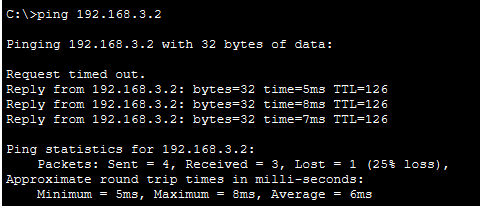 C:\>ping 192.168.3.2
Pinging 192.168.3.2 with 32 bytes of data:
Request timed out.
Reply from 192.168.3.2: bytes=32 time=5ms TTL=126
Reply from 192.168.3.2: bytes=32 time=8ms TTL=126
Reply from 192.168.3.2: bytes=32 time=7ms TTL=126
Ping statistics for 192.168.3.2:
    Packets: Sent = 4, Received = 3, Lost = 1 (25% loss),
Approximate round trip times in milli-seconds:
    Minimum = 5ms, Maximum = 8ms, Average = 6ms